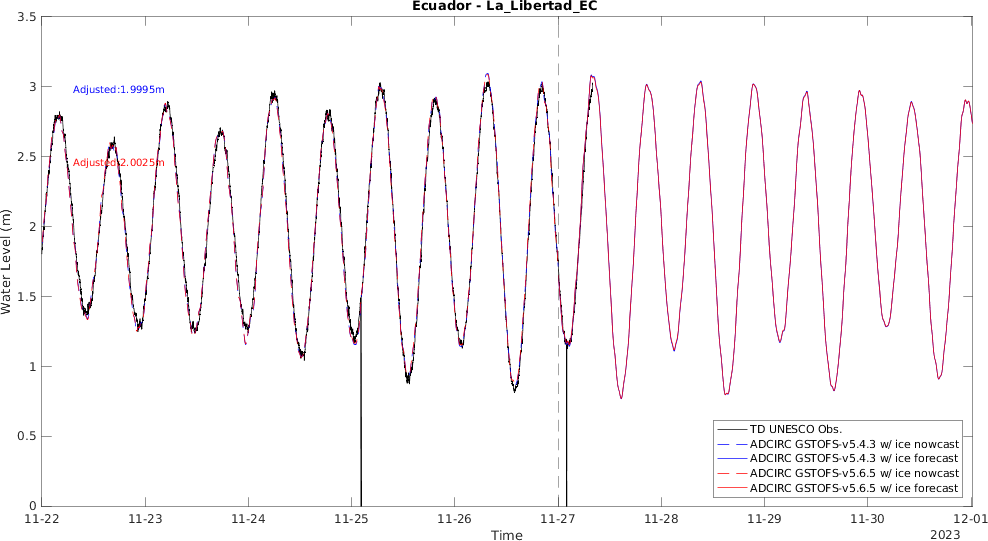 Ecuador - La_Libertad_EC
3.5
3
2.5
2
1.5
1
0.5
0
Water Level (m)
Adjusted:1.9995m
Adjusted:2.0025m
TD UNESCO Obs.
ADCIRC GSTOFS-v5.4.3 w/ ice nowcast
ADCIRC GSTOFS-v5.4.3 w/ ice forecast
ADCIRC GSTOFS-v5.6.5 w/ ice nowcast
ADCIRC GSTOFS-v5.6.5 w/ ice forecast
11-22 11-23 11-24 11-25 11-26 11-27 11-28 11-29 11-30 12-01
Time
2023